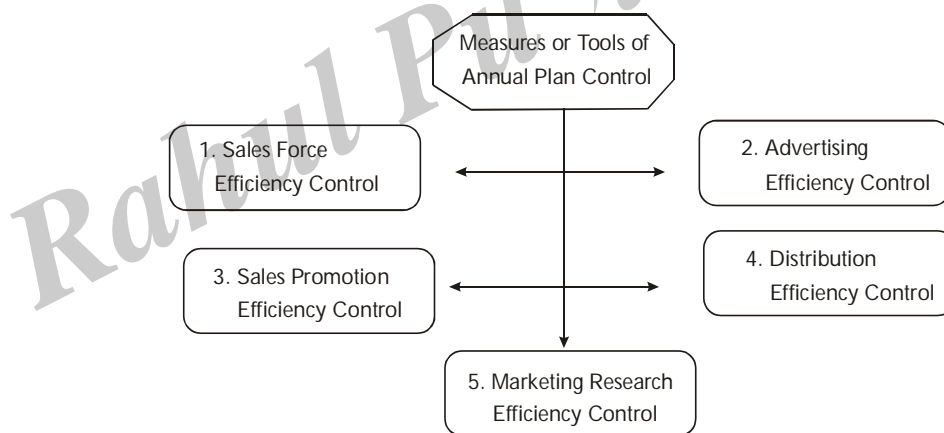 Measures or Tools of
Annual Plan Control
1. Sales Force
Efficiency Control
2. Advertising
Efficiency Control
3. Sales Promotion
Efficiency Control
4. Distribution
Efficiency Control
5. Marketing Research
Efficiency Control
Rahul